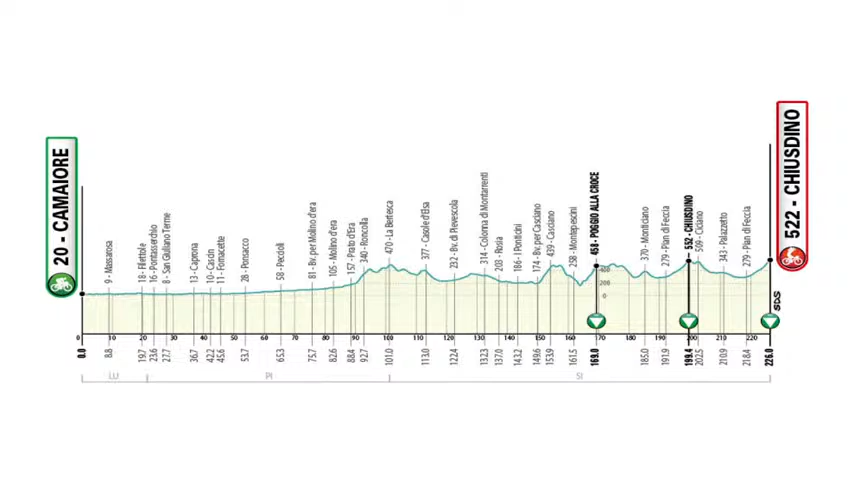 20 - CAMAIORE
9 - Massarosa
18 - Filettole
16 - Pontasserchio
8 - San Giuliano Terme
13 - Caprona
10 - Cascin
11 - Fornacette
28 - Ponsacco
58 - Peccioli
81 - Bv. per Molino d'era
105 - Molino d'era
157 - Prato d'Era
340 - Roncolla
470 - La Bertesca
377 - Casole d'Elsa
232 - Bv. di Pievescola
314 - Colonna di Montarrenti
203 - Rosia
186 - I Ponticini
174 - Bv. per Casciano
439 - Casciano
258 - Montepescini
458 - POGGIO ALLA CROCE
370 - Monticiano
279 - Pian di Feccia
552 - CHIUSDINO
509 - Ciciano
343 - Palazzetto
279 - Pian di Feccia
522 - CHIUSDINO
400
200
0
SDS
0 10 20 30 40 50 60 70 80 90 100 110 120 130 140 150 160 170 180 190 200 210 220
0.0 8.8 19.7 23.6 27.7 36.7 42.2 45.6 53.7 65.3 75.7 82.6 88.4 92.7 101.0 113.0 122.4 132.3 137.0 143.2 149.6 153.9 161.5 169.0 185.0 191.9 199.4 202.5 210.9 218.4 226.0
LU PI SI